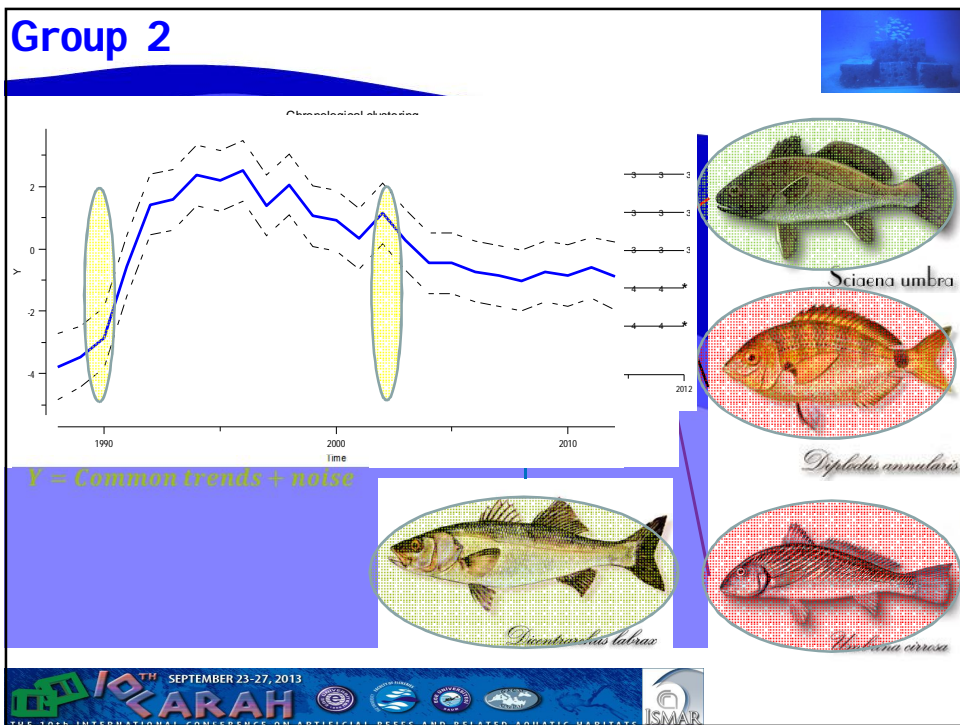 Group 2
Chronological clustering
2
0
-2
-4
Y
1990
2000
2010
Time
3 3 3
3 3 3
3 3 3
4 4 *
4 4 *
2012
Sciaena umbra
Diplodus annularis
Y = Common trends + noise
Dicentrarchus labrax
Umbrina cirrosa
10TH
SEPTEMBER 23-27, 2013
CARAH
THE 10th INTERNATIONAL CONFERENCE ON ARTIFICIAL REEFS AND RELATED AQUATIC HABITATS
ISMAR